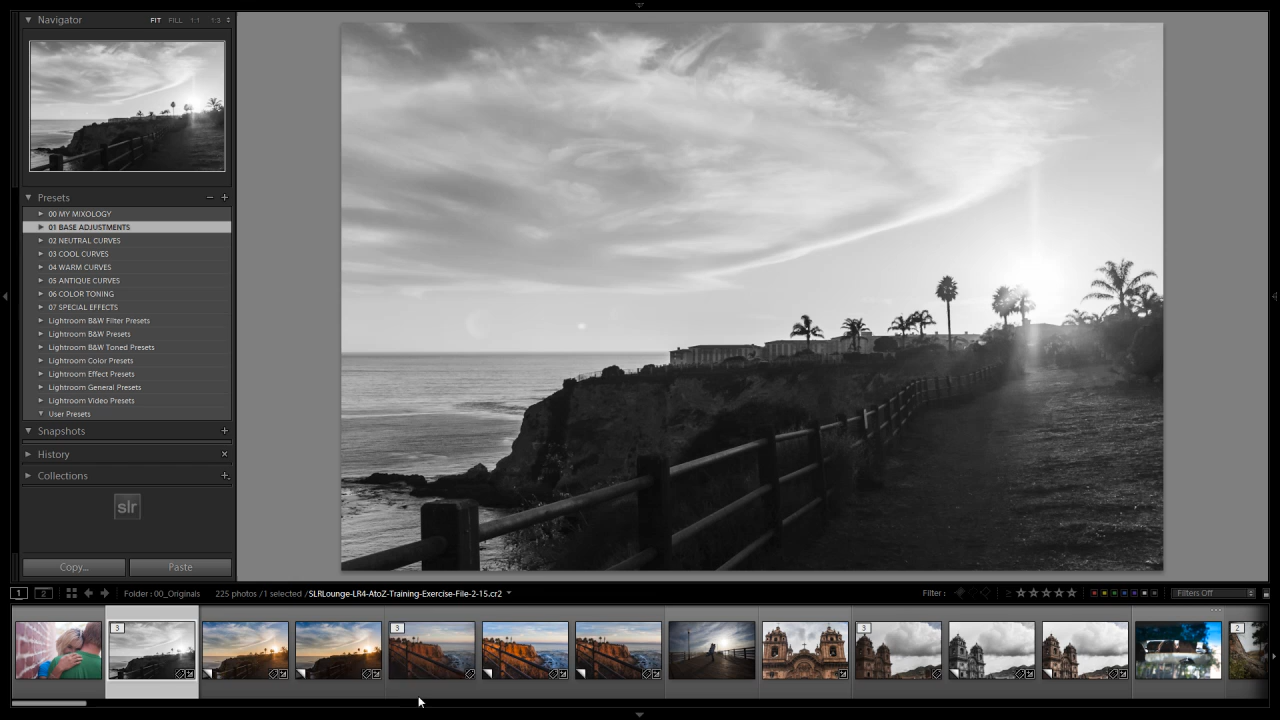 Navigator FIT FILL 1:1 1:3
Presets
00 MY MIXOLOGY
01 BASE ADJUSTMENTS
02 NEUTRAL CURVES
03 COOL CURVES
04 WARM CURVES
05 ANTIQUE CURVES
06 COLOR TONING
07 SPECIAL EFFECTS
Lightroom B&W Filter Presets
Lightroom B&W Presets
Lightroom B&W Toned Presets
Lightroom Color Presets
Lightroom Effect Presets
Lightroom General Presets
Lightroom Video Presets
User Presets
Snapshots
History
Collections
slr
Copy... Paste
1 2 Folder : 00_Originals 225 photos /1 selected /SLRLounge-LR4-AtoZ-Training-Exercise-File-2-15.cr2 Filter : Filters Off
3 3 3 2